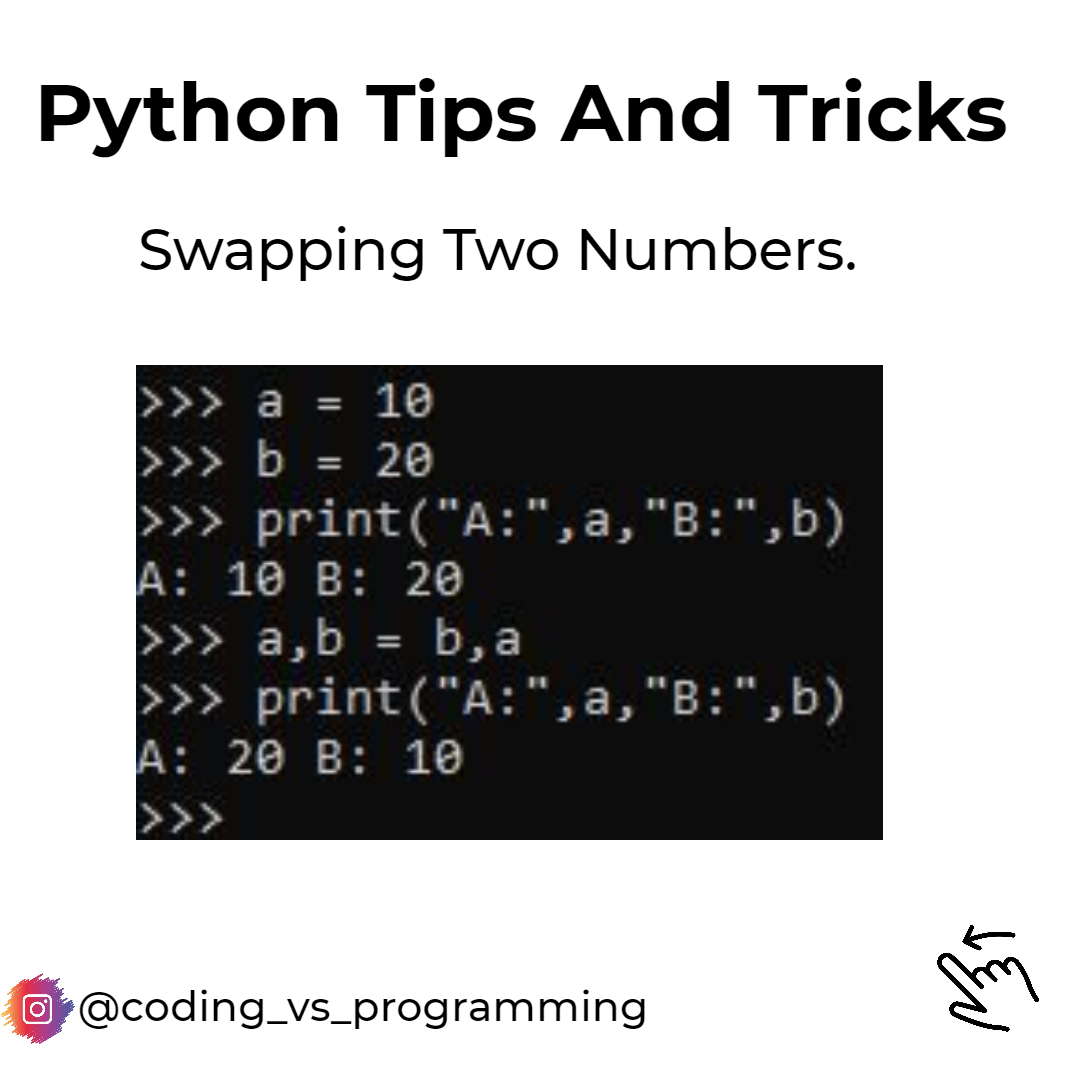 Python Tips And Tricks
Swapping Two Numbers.
>>> a = 10
>>> b = 20
>>> print("A:",a,"B:",b)
A: 10 B: 20
>>> a,b = b,a
>>> print("A:",a,"B:",b)
A: 20 B: 10
>>>
@coding_vs_programming